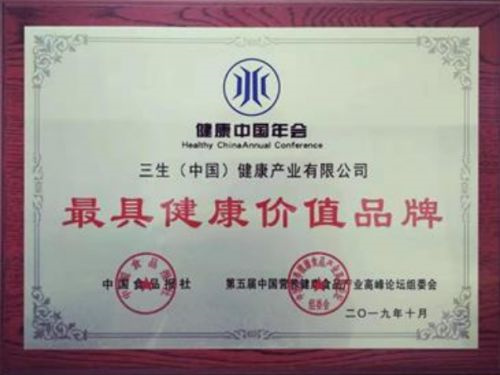 健康中国年会
Healthy ChinaAnnual Conference
三生（中国）健康产业有限公司
最具健康价值品牌
中国食品报社 第五届中国营养健康食品产业高峰论坛组委会
二〇一九年十月